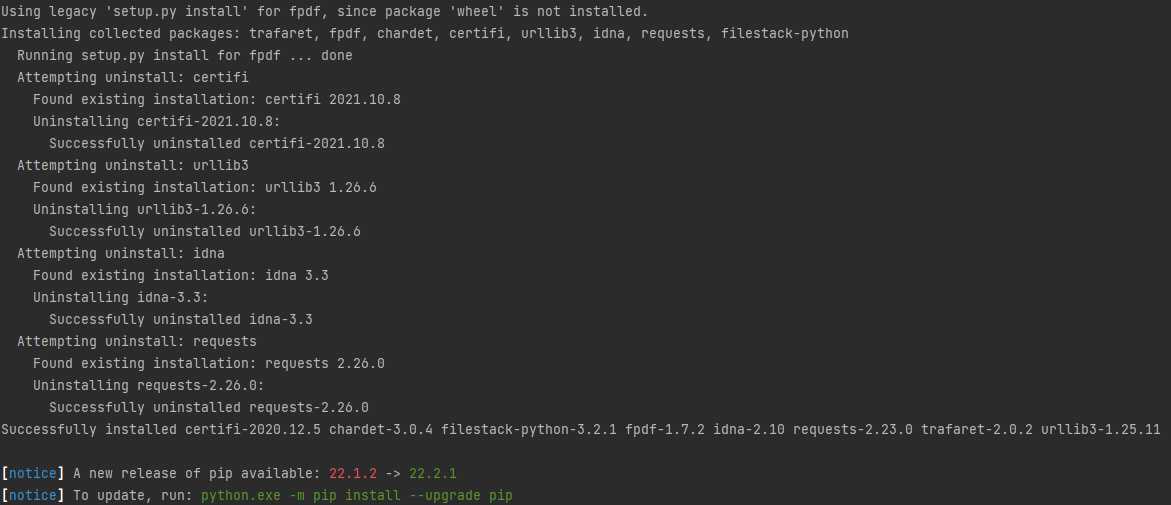 Using legacy 'setup.py install' for fpdf, since package 'wheel' is not installed.
Installing collected packages: trafaret, fpdf, chardet, certifi, urllib3, idna, requests, filestack-python
  Running setup.py install for fpdf ... done
  Attempting uninstall: certifi
    Found existing installation: certifi 2021.10.8
    Uninstalling certifi-2021.10.8:
      Successfully uninstalled certifi-2021.10.8
  Attempting uninstall: urllib3
    Found existing installation: urllib3 1.26.6
    Uninstalling urllib3-1.26.6:
      Successfully uninstalled urllib3-1.26.6
  Attempting uninstall: idna
    Found existing installation: idna 3.3
    Uninstalling idna-3.3:
      Successfully uninstalled idna-3.3
  Attempting uninstall: requests
    Found existing installation: requests 2.26.0
    Uninstalling requests-2.26.0:
      Successfully uninstalled requests-2.26.0
Successfully installed certifi-2020.12.5 chardet-3.0.4 filestack-python-3.2.1 fpdf-1.7.2 idna-2.10 requests-2.23.0 trafaret-2.0.2 urllib3-1.25.11
[notice] A new release of pip available: 22.1.2 -> 22.2.1
[notice] To update, run: python.exe -m pip install --upgrade pip